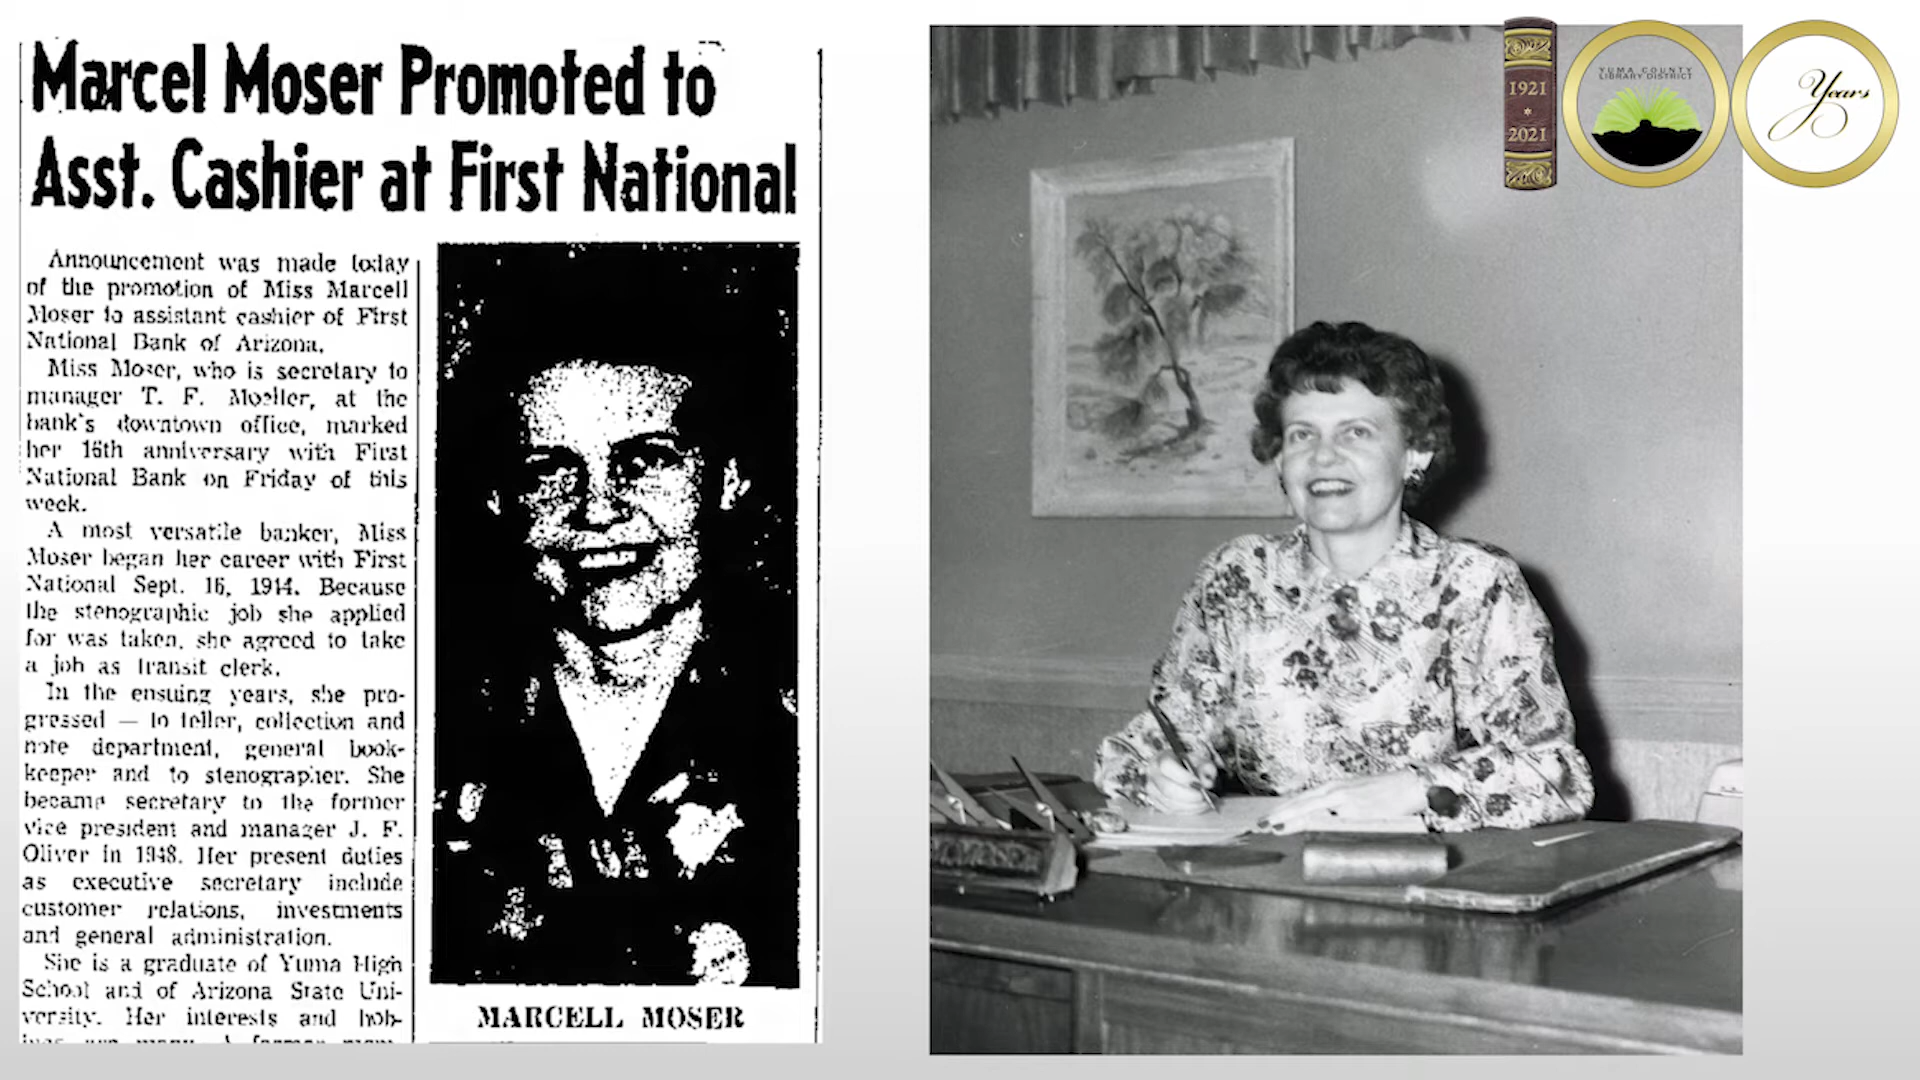 Marcel Moser Promoted to
Asst. Cashier at First National
Announcement was made today
of the promotion of Miss Marcell
Moser to assistant cashier of First
National Bank of Arizona.
Miss Moser, who is secretary to
manager T. F. Moeller, at the
bank's downtown office, marked
her 16th anniversary with First
National Bank on Friday of this
week.
A most versatile banker, Miss
Moser began her career with First
National Sept. 16, 1944. Because
the stenographic job she applied
for was taken, she agreed to take
a job as transit clerk.
In the ensuing years, she pro-
gressed — to teller, collection and
note department, general book-
keeper and to stenographer. She
became secretary to the former
vice president and manager J. F.
Oliver in 1948. Her present duties
as executive secretary include
customer relations, investments
and general administration.
She is a graduate of Yuma High
School and of Arizona State Uni-
versity. Her interests and hob-
MARCELL MOSER
1921
*
2021
YUMA COUNTY
LIBRARY DISTRICT
Years